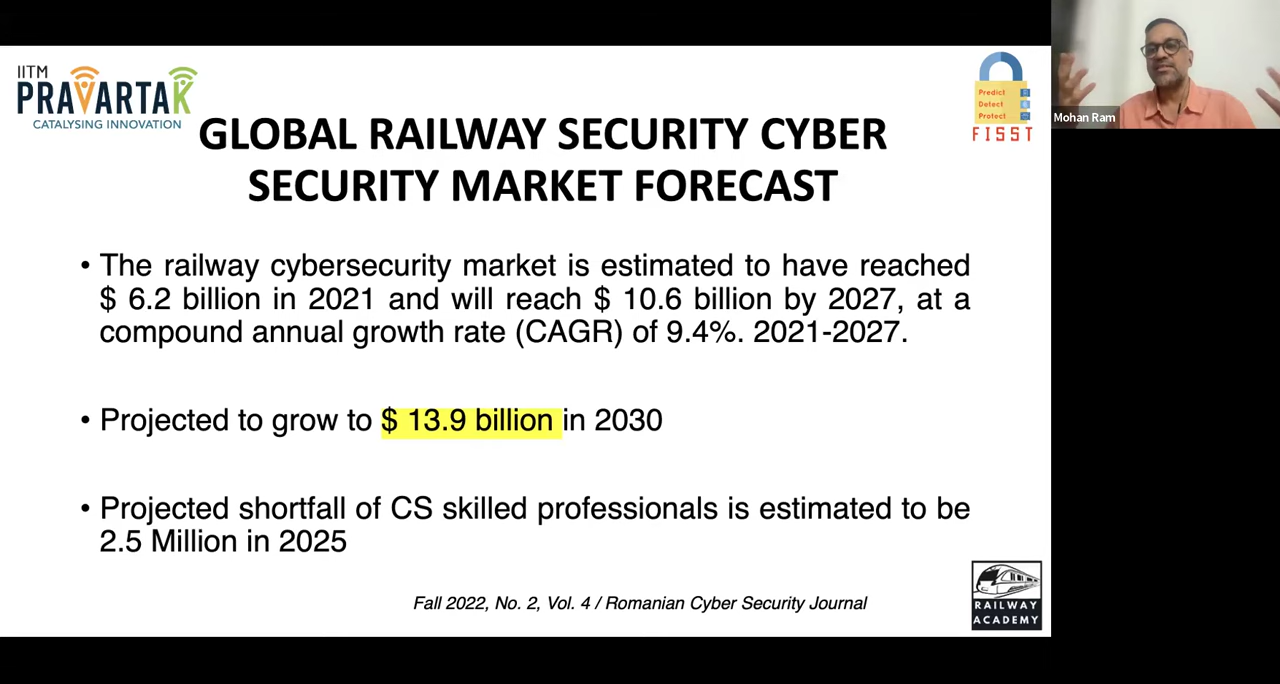 IITM
PRAVARTAK
CATALYSING INNOVATION
Predict
Detect
Protect
FISST
Mohan Ram
GLOBAL RAILWAY SECURITY CYBER
SECURITY MARKET FORECAST
• The railway cybersecurity market is estimated to have reached
$ 6.2 billion in 2021 and will reach $ 10.6 billion by 2027, at a
compound annual growth rate (CAGR) of 9.4%. 2021-2027.
• Projected to grow to $ 13.9 billion in 2030
• Projected shortfall of CS skilled professionals is estimated to be
2.5 Million in 2025
Fall 2022, No. 2, Vol. 4 / Romanian Cyber Security Journal
RAILWAY
ACADEMY